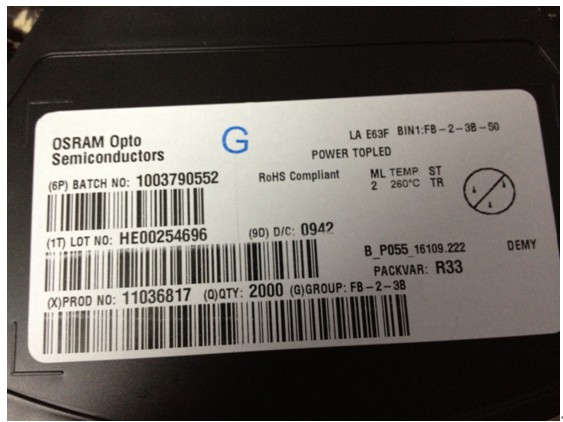 OSRAM Opto
Semiconductors
G
LA E63F BIN1:FB-2-3B-50
POWER TOPLED
(6P) BATCH NO: 1003790552
RoHS Compliant
ML TEMP ST
2 260°C TR
(1T) LOT NO: HE00254696
(9D) D/C: 0942
B_P055_16109.222
DEMY
PACKVAR: R33
(X)PROD NO: 11036817 (Q)QTY: 2000 (G)GROUP: FB-2-3B